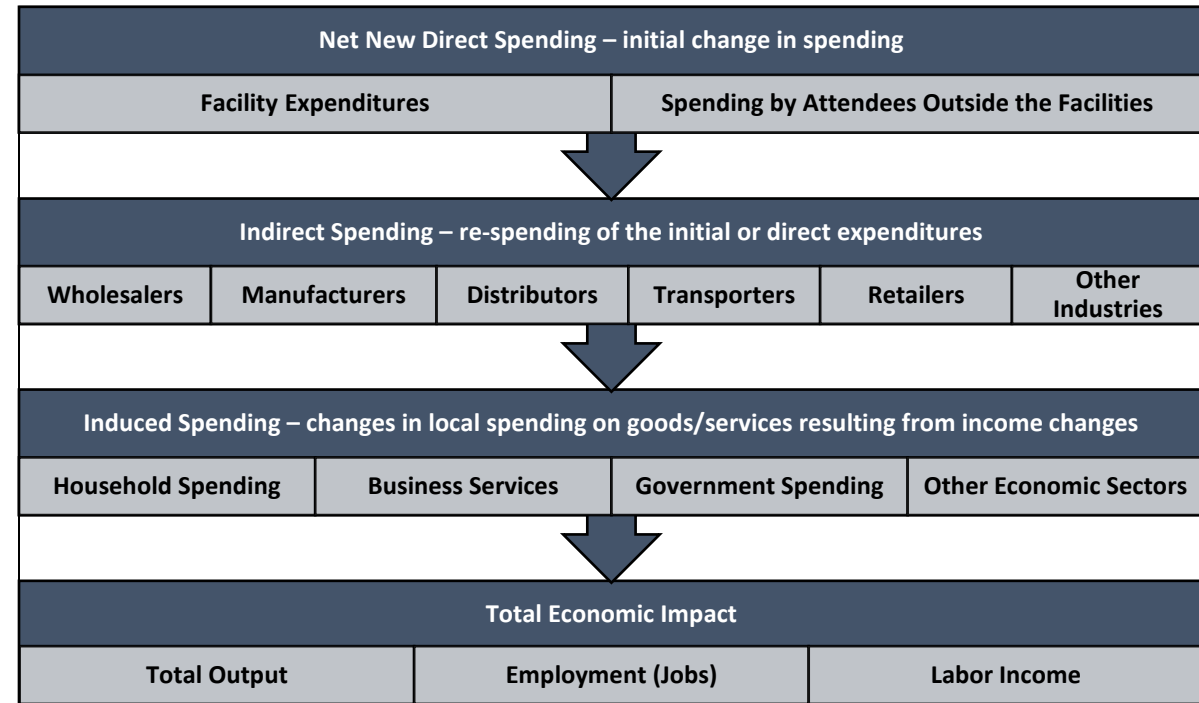 Net New Direct Spending – initial change in spending
Facility Expenditures
Spending by Attendees Outside the Facilities
Indirect Spending – re-spending of the initial or direct expenditures
Wholesalers
Manufacturers
Distributors
Transporters
Retailers
Other
Industries
Induced Spending – changes in local spending on goods/services resulting from income changes
Household Spending
Business Services
Government Spending
Other Economic Sectors
Total Economic Impact
Total Output
Employment (Jobs)
Labor Income